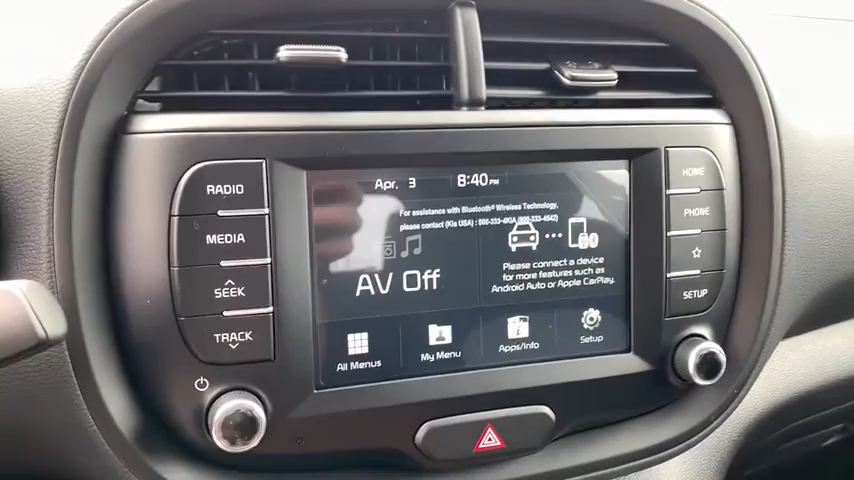 RADIO
MEDIA
SEEK
TRACK
Apr. 3
8:40 PM
For assistance with Bluetooth® Wireless Technology,
please contact (Kia USA) : 800-333-4KIA (800-333-4542)
AV Off
Please connect a device
for more features such as
Android Auto or Apple CarPlay.
All Menus
My Menu
Apps/Info
Setup
HOME
PHONE
SETUP